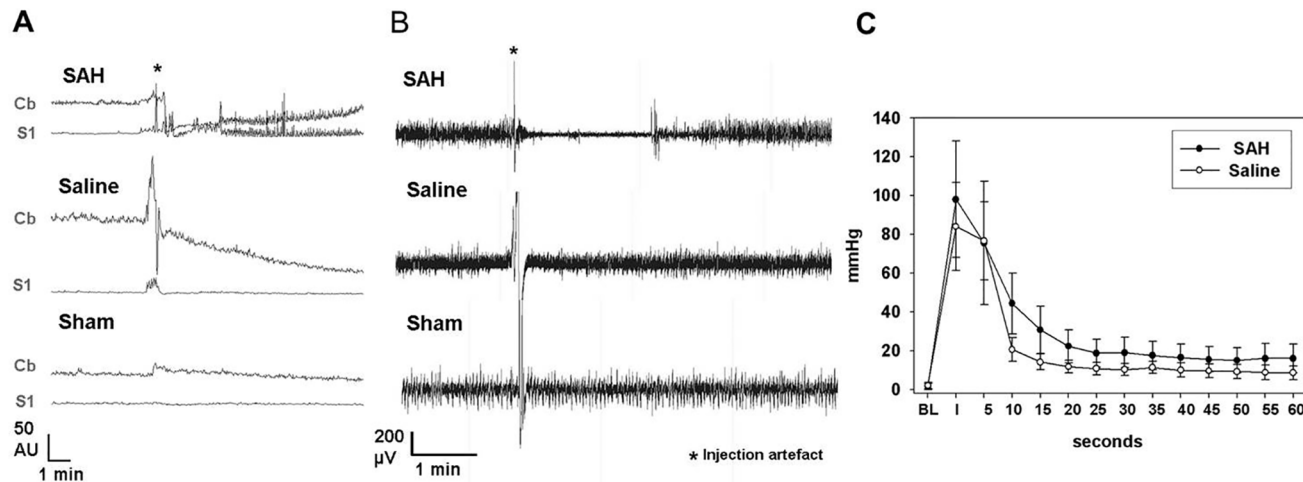 A
*
SAH
Cb
S1
Saline
Cb
S1
Sham
Cb
S1
50
AU
1 min
B
*
SAH
Saline
Sham
200
µV
1 min
* Injection artefact
C
mmHg
140
120
100
80
60
40
20
0
SAH
Saline
BL I 5 10 15 20 25 30 35 40 45 50 55 60
seconds